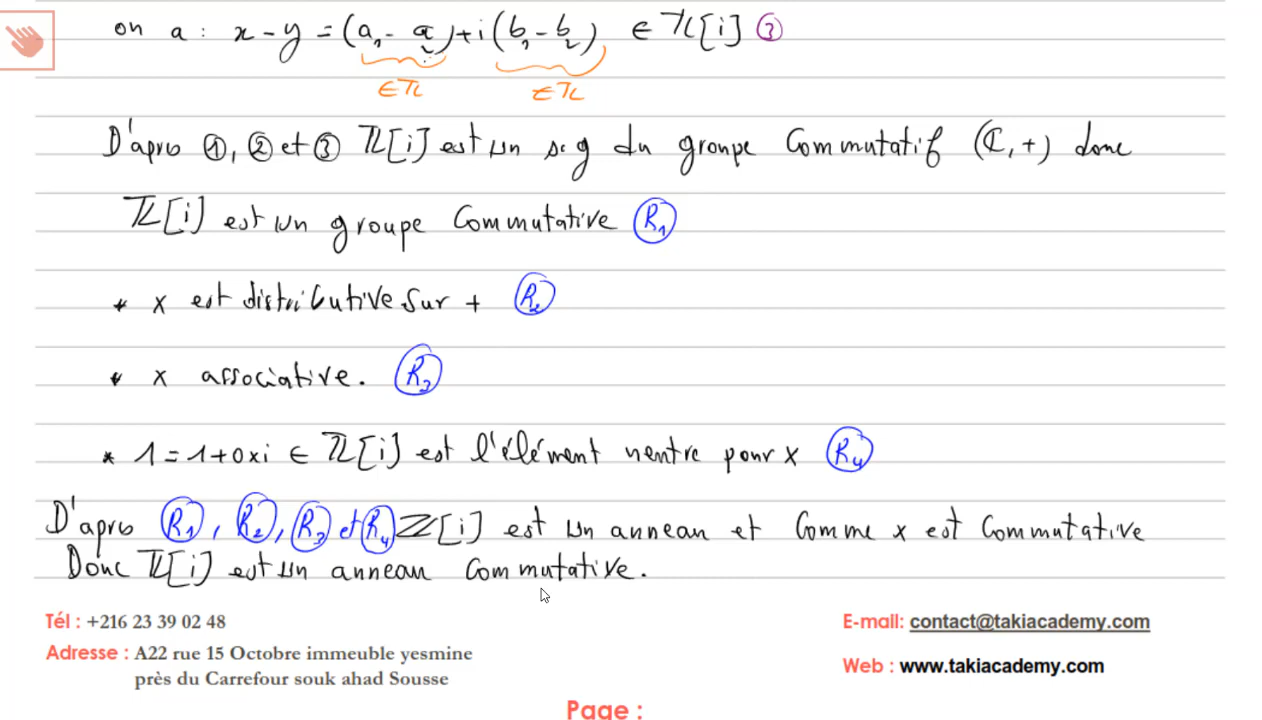 on a : x - y = (a₁ - a₂) + i (b₁ - b₂) ∈ ℤ[i] ③
∈ ℤ ∈ ℤ
D'apres ①, ② et ③ ℤ[i] est un s.g du groupe Commutatif (ℂ, +) donc
ℤ[i] est un groupe Commutative R₁
* × est distributive sur + R₂
* × associative. R₃
* 1 = 1 + 0×i ∈ ℤ[i] est l'élément neutre pour × R₄
D'apres R₁, R₂, R₃ et R₄ ℤ[i] est un anneau et Comme × est Commutative
Donc ℤ[i] est un anneau Commutative.
Tél : +216 23 39 02 48
E-mail: contact@takiacademy.com
Adresse : A22 rue 15 Octobre immeuble yesmine
près du Carrefour souk ahad Sousse
Web : www.takiacademy.com
Page :